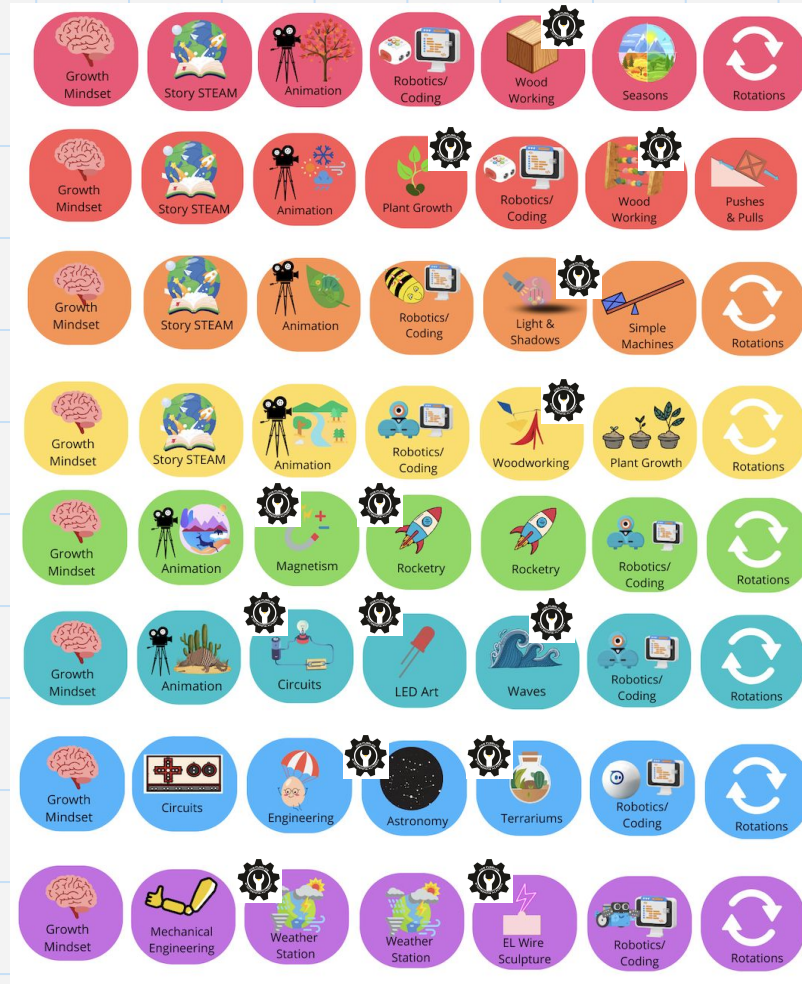 Growth
Mindset
Story STEAM
Animation
Robotics/
Coding
Wood
Working
Seasons
Rotations
Growth
Mindset
Story STEAM
Animation
Plant Growth
Robotics/
Coding
Wood
Working
Pushes
& Pulls
Growth
Mindset
Story STEAM
Animation
Robotics/
Coding
Light &
Shadows
Simple
Machines
Rotations
Growth
Mindset
Story STEAM
Animation
Robotics/
Coding
Woodworking
Plant Growth
Rotations
Growth
Mindset
Animation
Magnetism
Rocketry
Rocketry
Robotics/
Coding
Rotations
Growth
Mindset
Animation
Circuits
LED Art
Waves
Robotics/
Coding
Rotations
Growth
Mindset
Circuits
Engineering
Astronomy
Terrariums
Robotics/
Coding
Rotations
Growth
Mindset
Mechanical
Engineering
Weather
Station
Weather
Station
EL Wire
Sculpture
Robotics/
Coding
Rotations